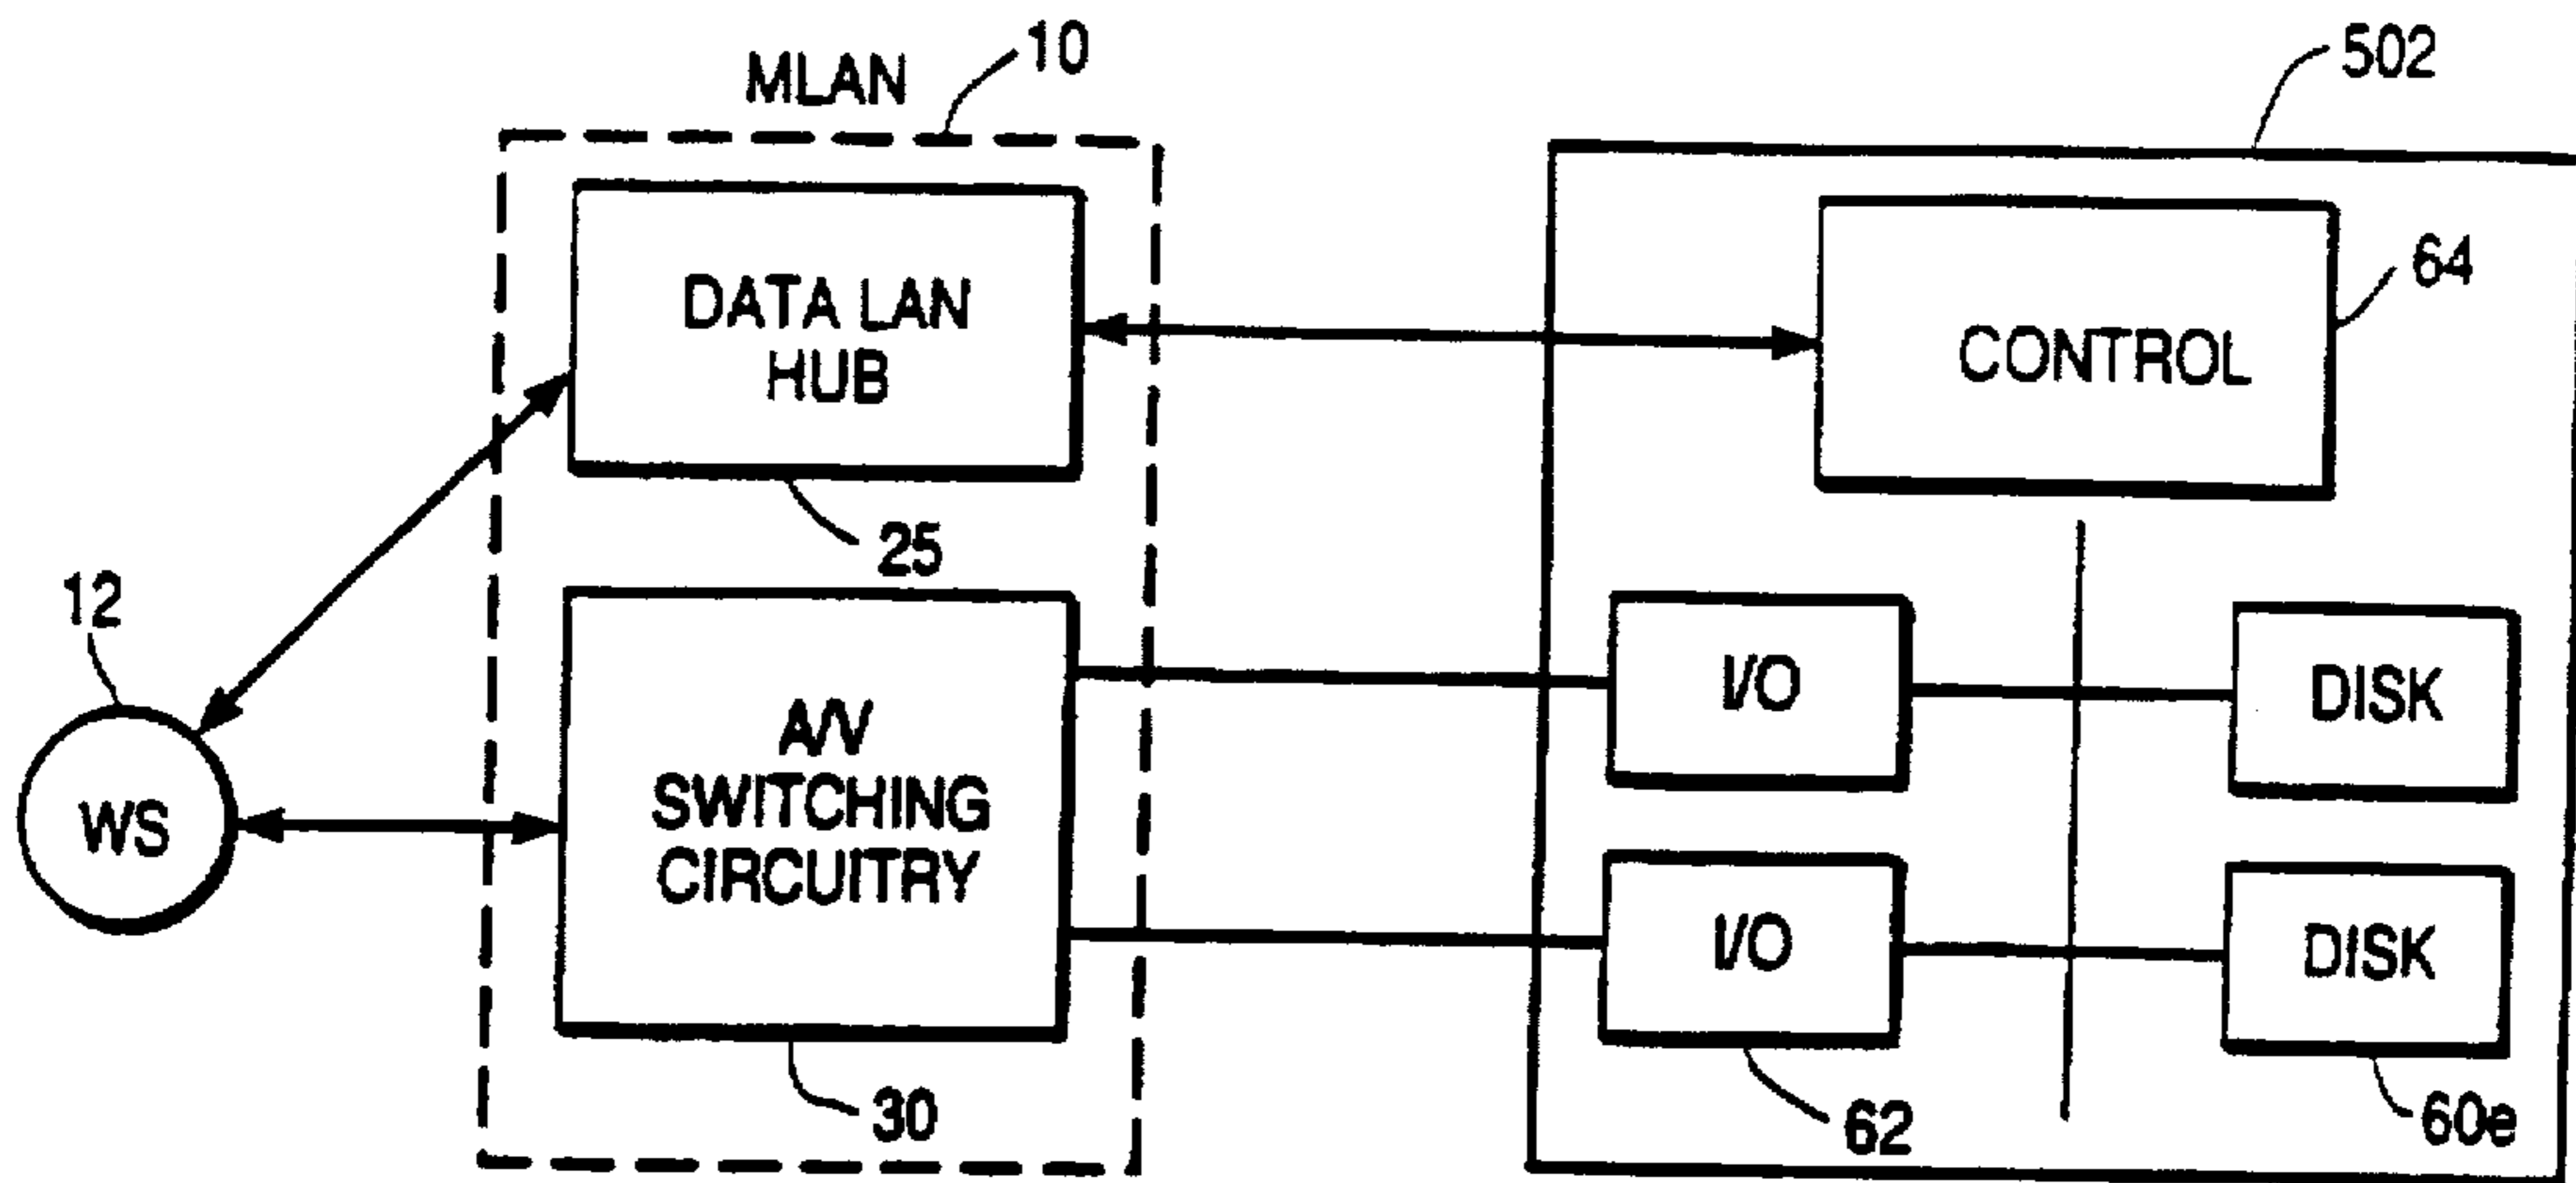 MLAN
10
502
DATA LAN
HUB
25
CONTROL
64
12
WS
A/V
SWITCHING
CIRCUITRY
30
I/O
DISK
I/O
62
DISK
60e